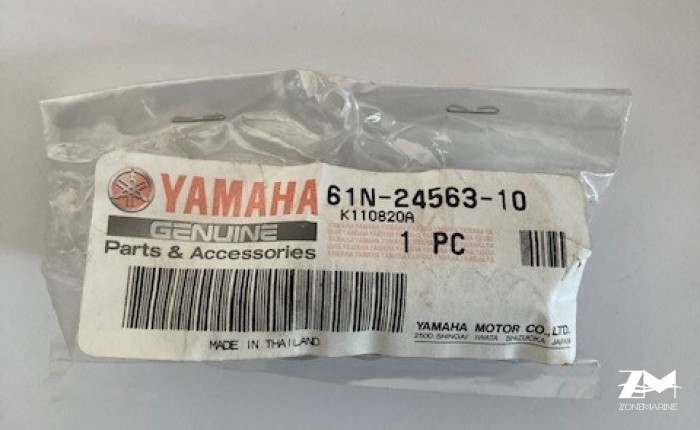 YAMAHA
GENUINE
Parts & Accessories
61N-24563-10
K110820A
1 PC
MADE IN THAILAND
YAMAHA MOTOR CO., LTD.
2500 SHINGAI IWATA SHIZUOKA, JAPAN
ZM
ZONEMARINE